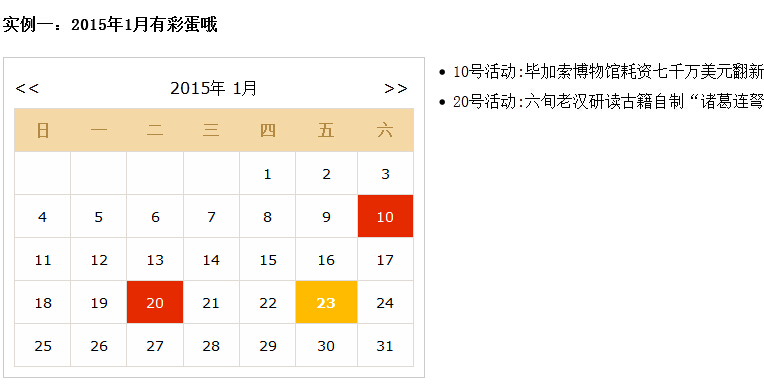 实例一：2015年1月有彩蛋哦
<< 2015年 1月 >>
日 一 二 三 四 五 六
1 2 3
4 5 6 7 8 9 10
11 12 13 14 15 16 17
18 19 20 21 22 23 24
25 26 27 28 29 30 31
10号活动:毕加索博物馆耗资七千万美元翻新
20号活动:六旬老汉研读古籍自制“诸葛连弩